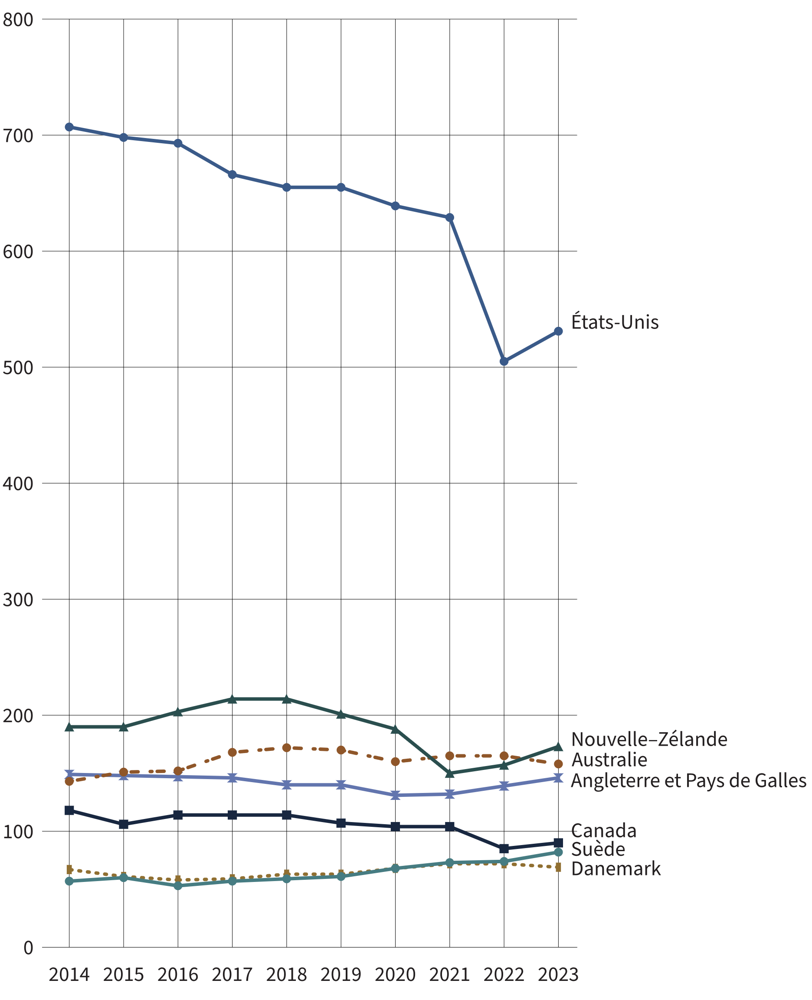 800
700
600
500
400
300
200
100
0
États-Unis
Nouvelle–Zélande
Australie
Angleterre et Pays de Galles
Canada
Suède
Danemark
2014 2015 2016 2017 2018 2019 2020 2021 2022 2023